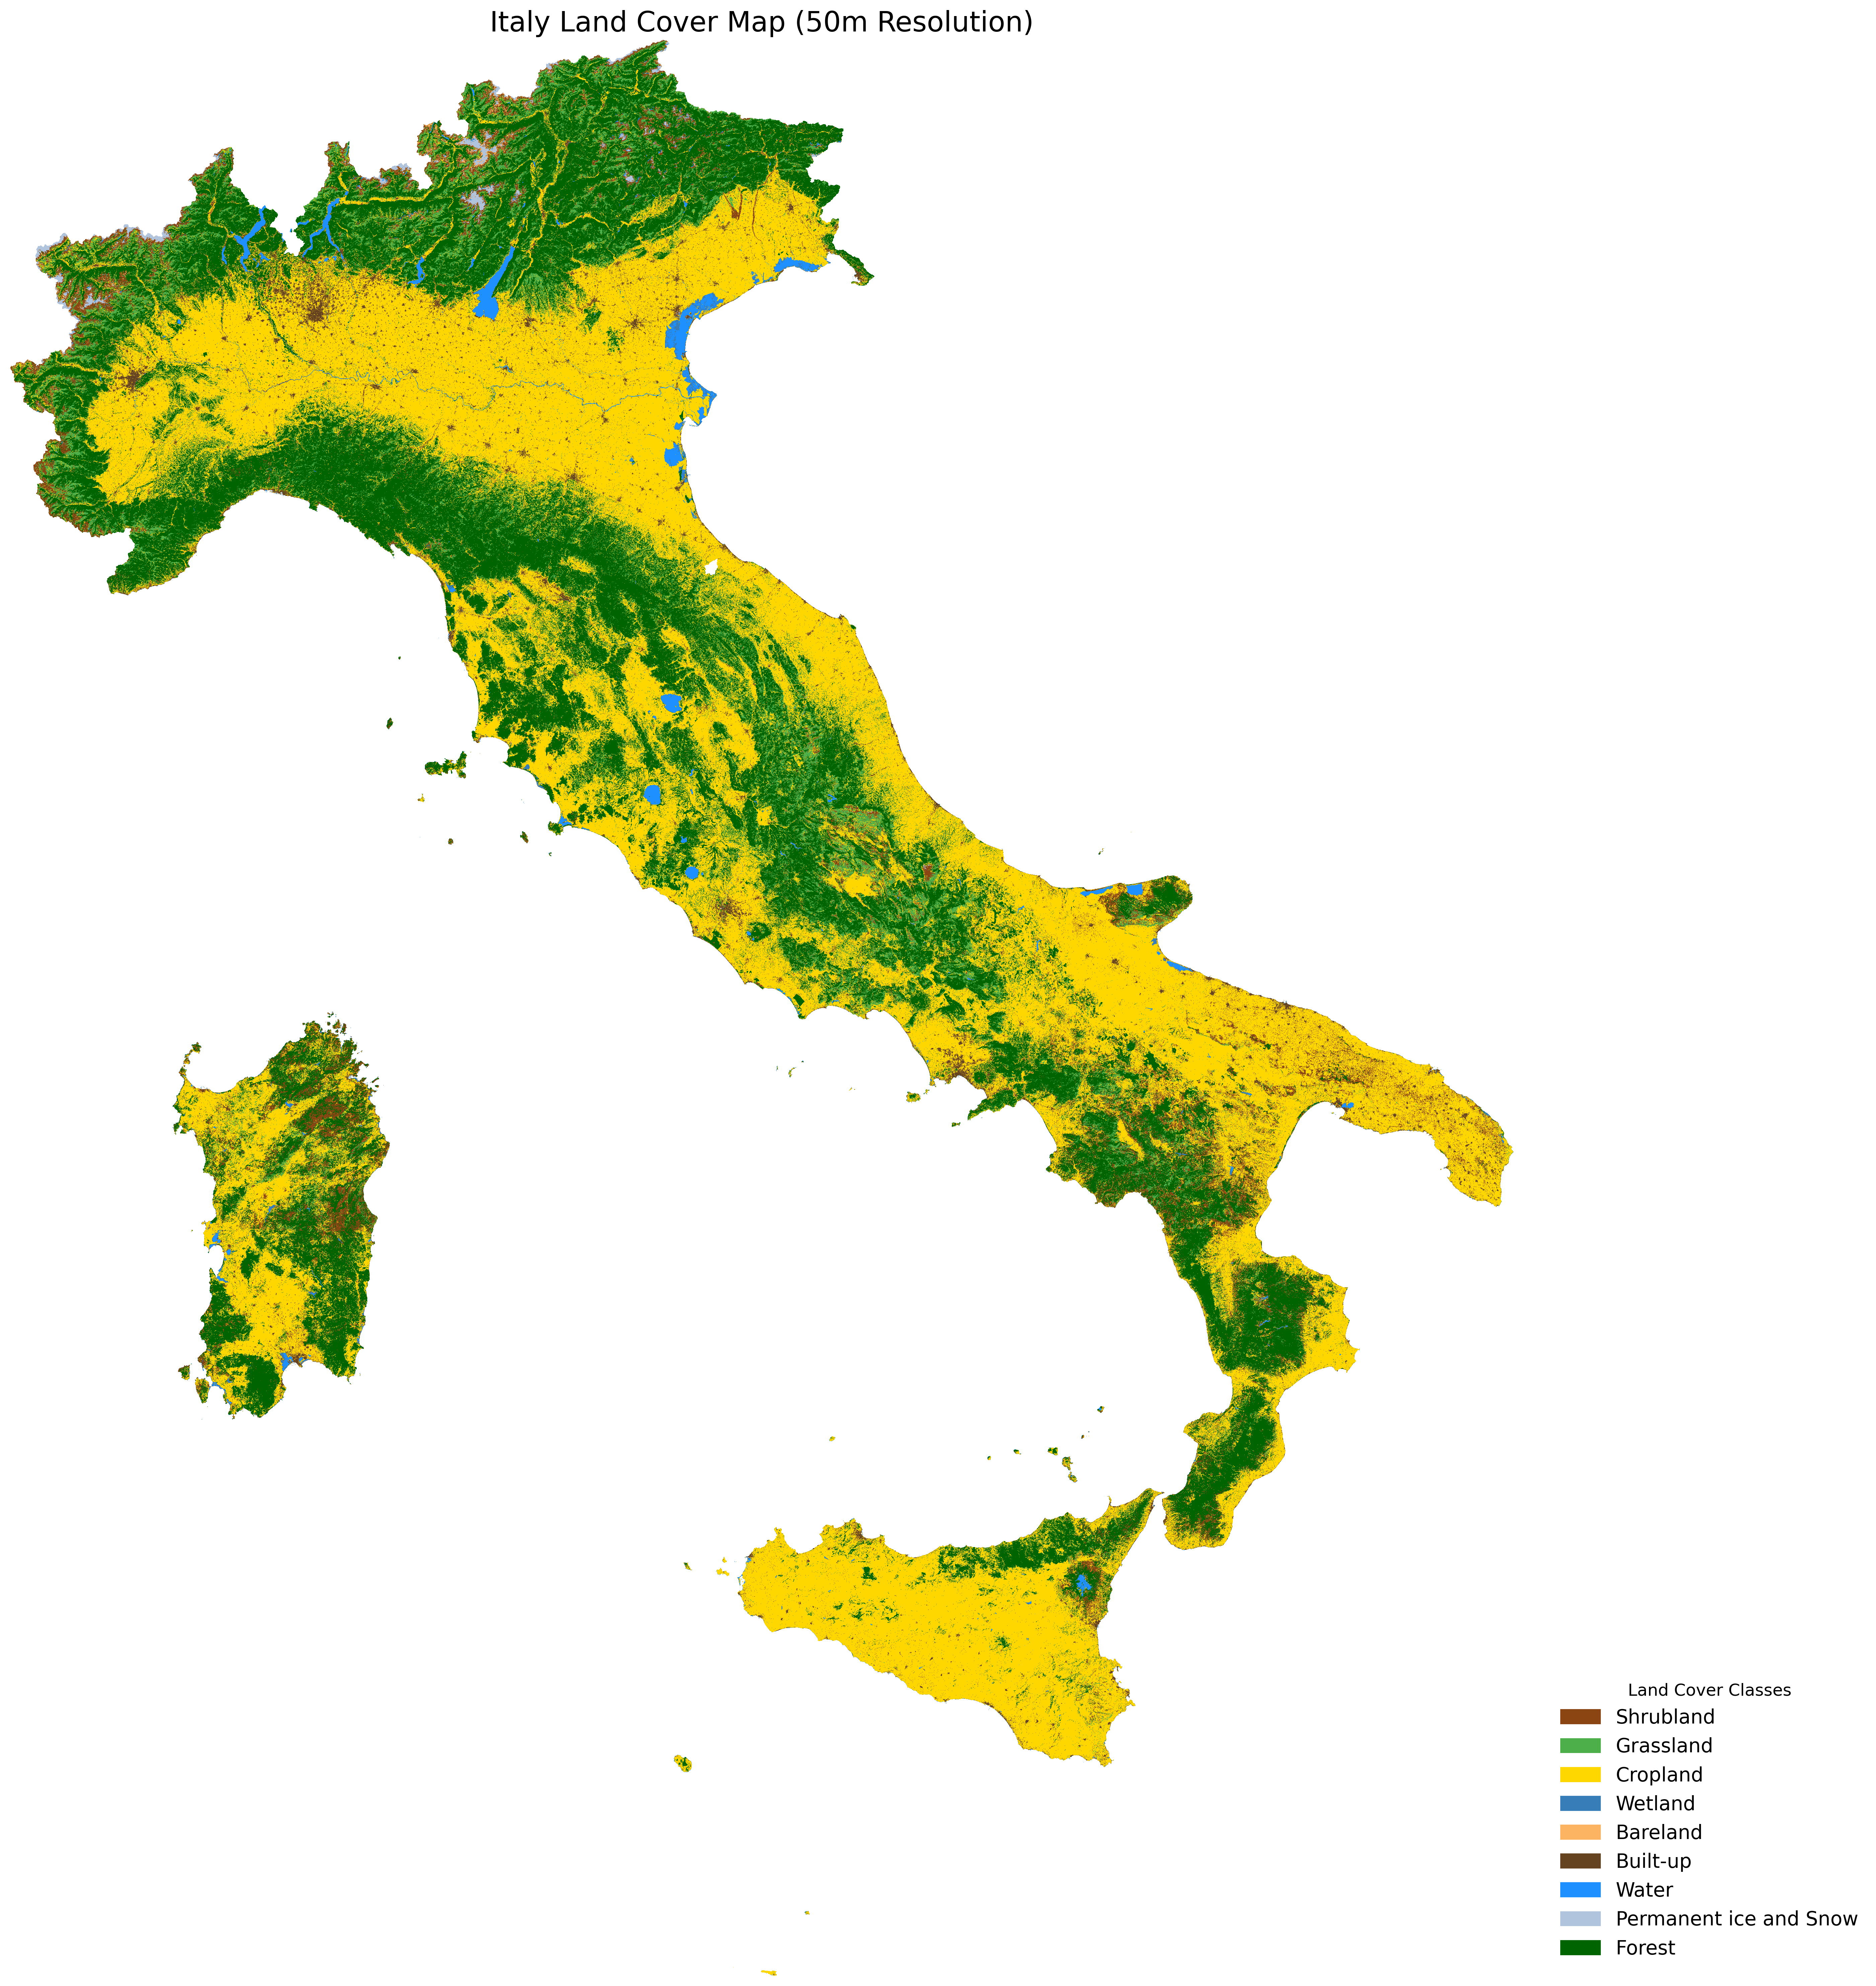 Italy Land Cover Map (50m Resolution)
Land Cover Classes
Shrubland
Grassland
Cropland
Wetland
Bareland
Built-up
Water
Permanent ice and Snow
Forest